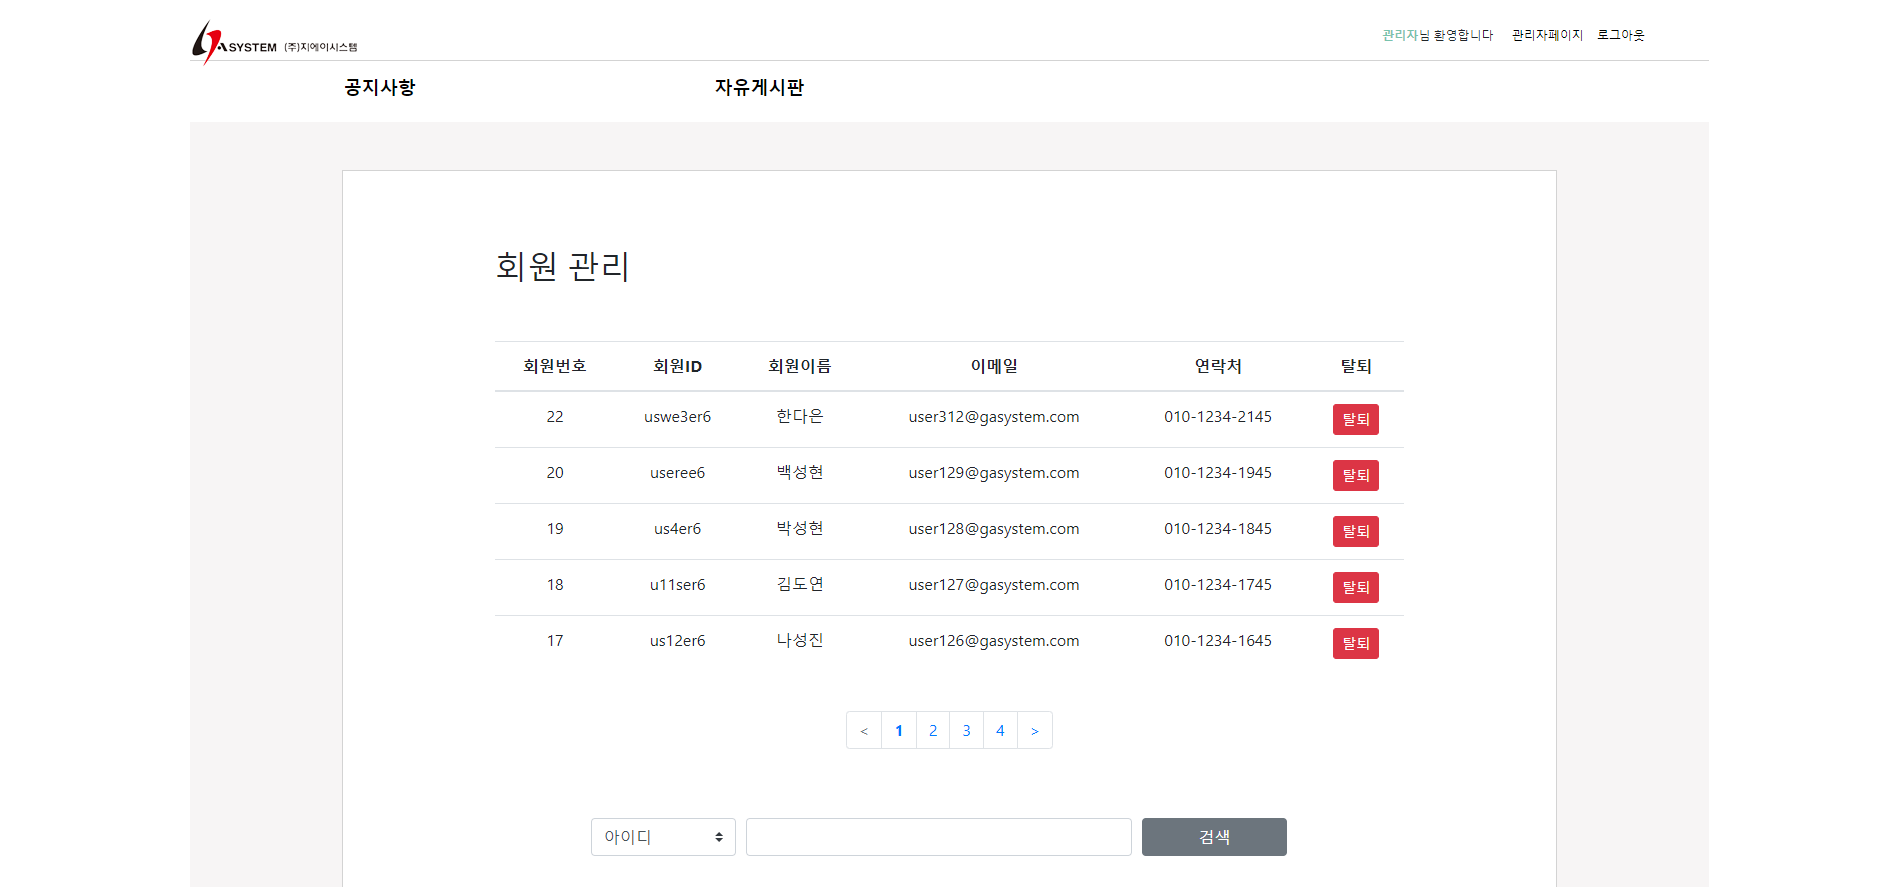 ASYSTEM (주)지에이시스템
관리자님 환영합니다 관리자페이지 로그아웃
공지사항 자유게시판
회원 관리
회원번호 회원ID 회원이름 이메일 연락처 탈퇴
22 uswe3er6 한다은 user312@gasystem.com 010-1234-2145 탈퇴
20 useree6 백성현 user129@gasystem.com 010-1234-1945 탈퇴
19 us4er6 박성현 user128@gasystem.com 010-1234-1845 탈퇴
18 u11ser6 김도연 user127@gasystem.com 010-1234-1745 탈퇴
17 us12er6 나성진 user126@gasystem.com 010-1234-1645 탈퇴
< 1 2 3 4 >
아이디 검색